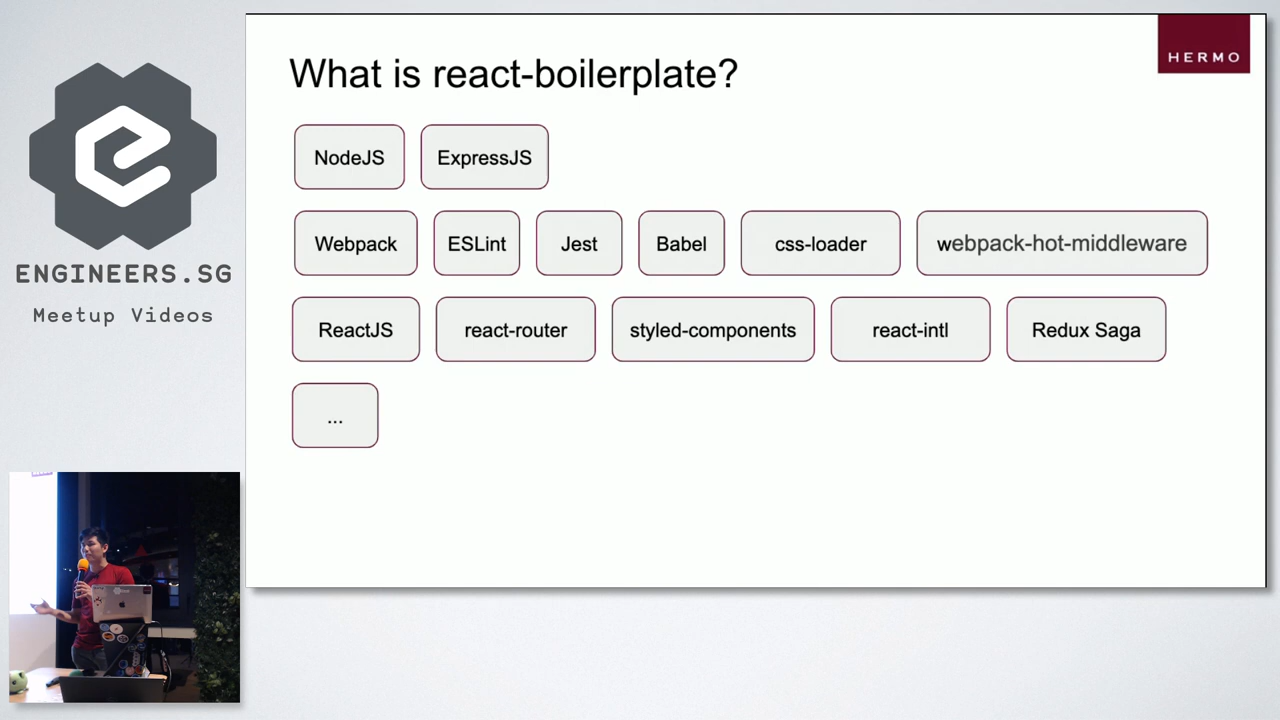 What is react-boilerplate?
HERMO
NodeJS ExpressJS
Webpack ESLint Jest Babel css-loader webpack-hot-middleware
ReactJS react-router styled-components react-intl Redux Saga
...
ENGINEERS.SG
Meetup Videos